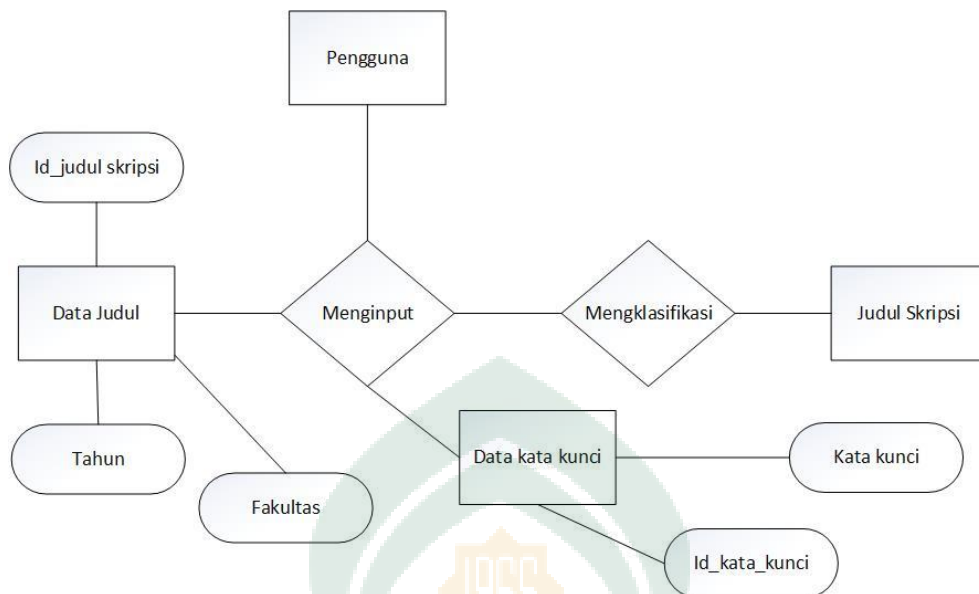 Pengguna
Id_judul skripsi
Data Judul
Menginput
Mengklasifikasi
Judul Skripsi
Tahun
Fakultas
Data kata kunci
Kata kunci
Id_kata_kunci